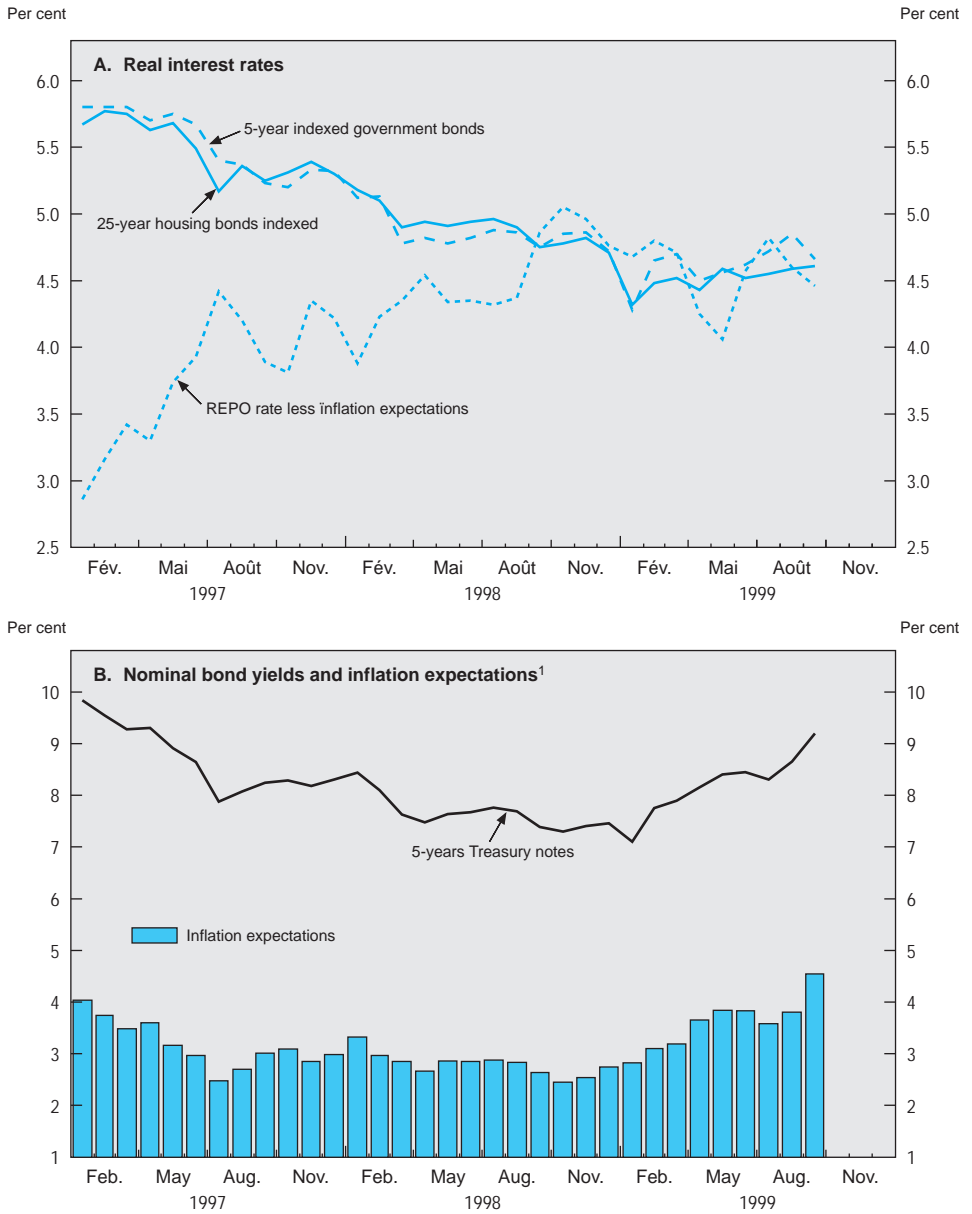 Per cent Per cent
A. Real interest rates
6.0 6.0
5-year indexed government bonds
5.5 5.5
25-year housing bonds indexed
5.0 5.0
4.5 4.5
4.0 4.0
REPO rate less ïnflation expectations
3.5 3.5
3.0 3.0
2.5 2.5
Fév. Mai Août Nov. Fév. Mai Août Nov. Fév. Mai Août Nov.
1997 1998 1999
Per cent Per cent
B. Nominal bond yields and inflation expectations1
10 10
9 9
8 8
5-years Treasury notes
7 7
6 6
Inflation expectations
5 5
4 4
3 3
2 2
1 1
Feb. May Aug. Nov. Feb. May Aug. Nov. Feb. May Aug. Nov.
1997 1998 1999